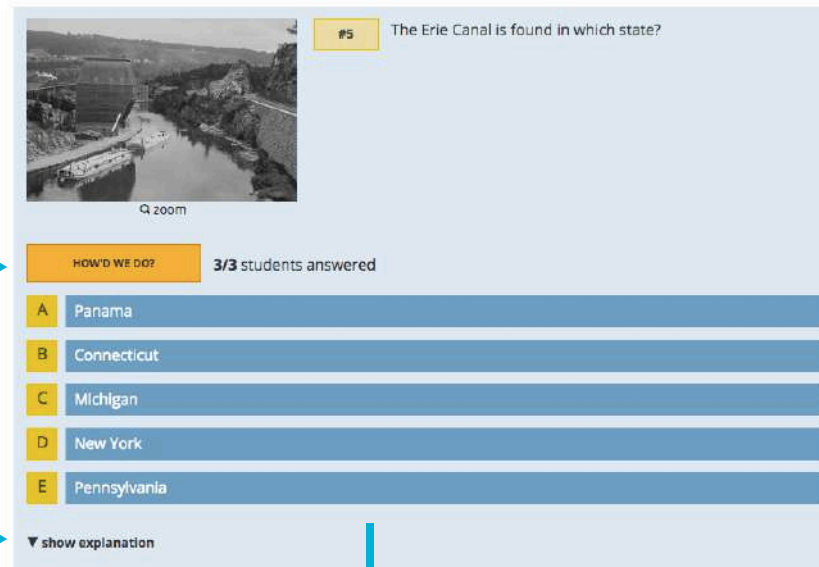 #5 The Erie Canal is found in which state?
zoom
HOW'D WE DO? 3/3 students answered
A Panama
B Connecticut
C Michigan
D New York
E Pennsylvania
▼ show explanation